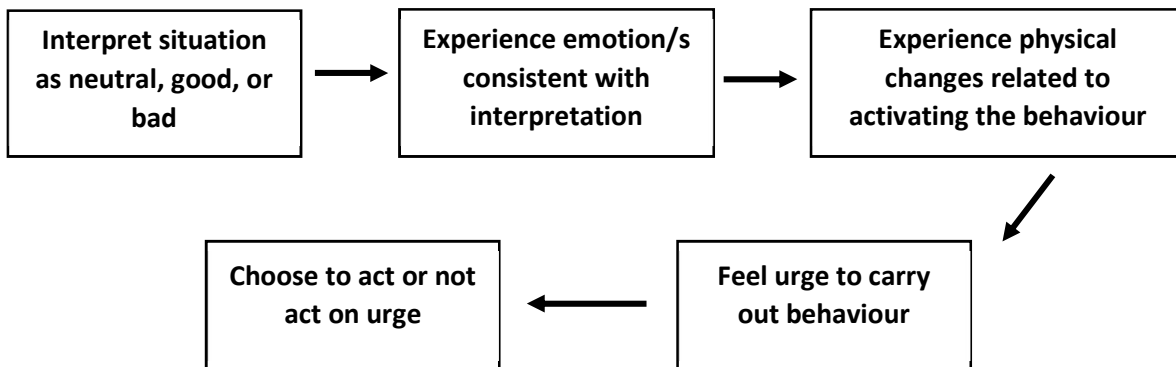 Interpret situation
as neutral, good, or
bad
Experience emotion/s
consistent with
interpretation
Experience physical
changes related to
activating the behaviour
Feel urge to carry
out behaviour
Choose to act or not
act on urge